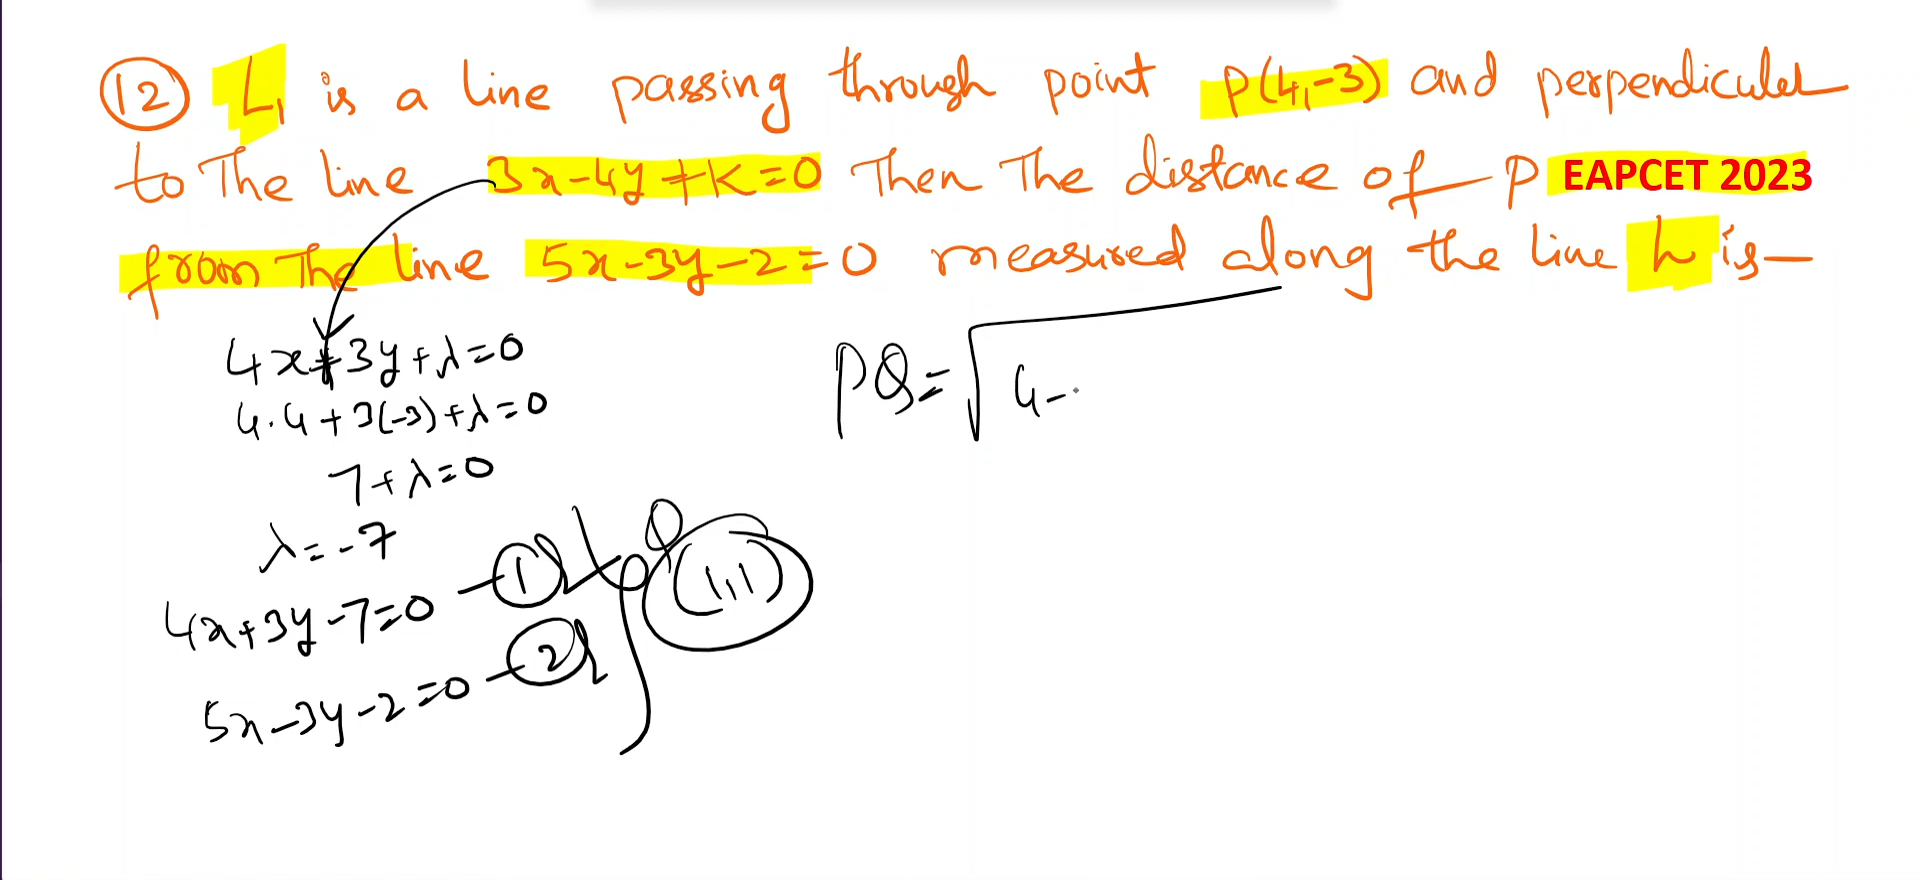 (12) L1 is a line passing through point P(4,-3) and perpendicular
to The line 3x-4y+K=0 Then The distance of P EAPCET 2023
from The line 5x-3y-2=0 measured along the line L is—
4x+3y+λ=0
4.4+3(-3)+λ=0
7+λ=0
λ=-7
4x+3y-7=0 -①
5x-3y-2=0 -②
(1,1)
PQ=√4-